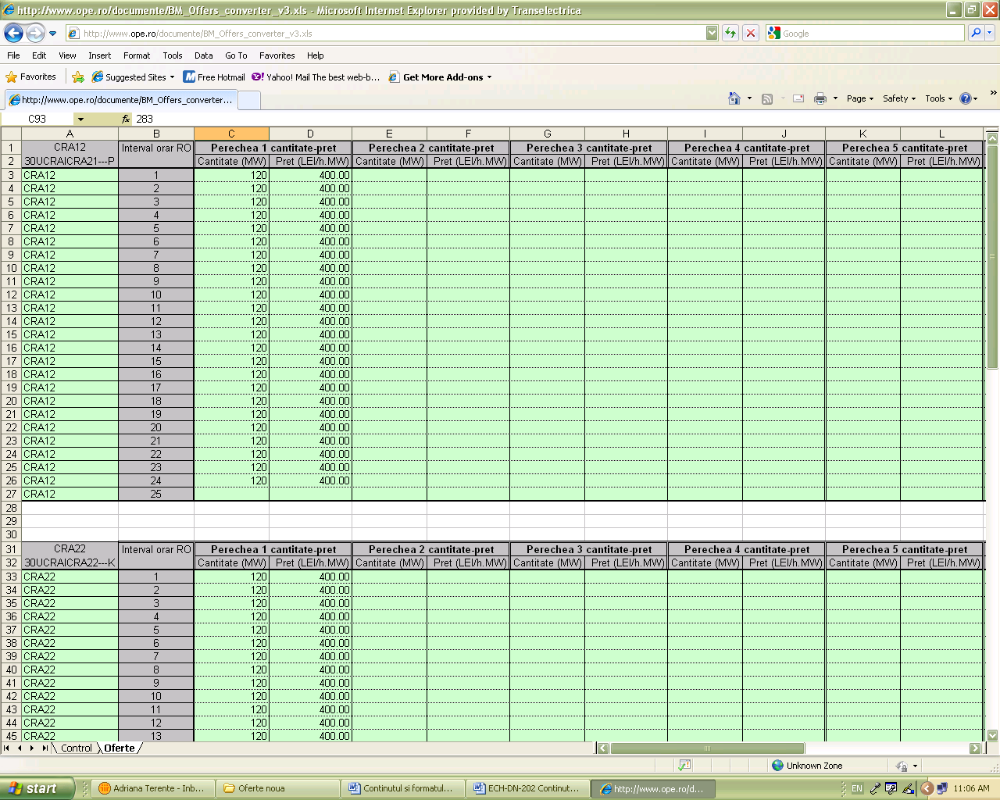 http://www.ope.ro/documente/BM_Offers_converter_v3.xls - Microsoft Internet Explorer provided by Transelectrica
http://www.ope.ro/documente/BM_Offers_converter_v3.xls Google
File Edit View Insert Format Tools Data Go To Favorites Help
Favorites Suggested Sites Free Hotmail Yahoo! Mail The best web-b... Get More Add-ons
http://www.ope.ro/documente/BM_Offers_converter... Page Safety Tools
C93 fx 283
A B C D E F G H I J K L
1 CRA12 Interval orar RO Perechea 1 cantitate-pret Perechea 2 cantitate-pret Perechea 3 cantitate-pret Perechea 4 cantitate-pret Perechea 5 cantitate-pret
2 30UCRAICRA21---P Cantitate (MW) Pret (LEI/h.MW) Cantitate (MW) Pret (LEI/h.MW) Cantitate (MW) Pret (LEI/h.MW) Cantitate (MW) Pret (LEI/h.MW) Cantitate (MW) Pret (LEI/h.MW)
3 CRA12 1 120 400.00
4 CRA12 2 120 400.00
5 CRA12 3 120 400.00
6 CRA12 4 120 400.00
7 CRA12 5 120 400.00
8 CRA12 6 120 400.00
9 CRA12 7 120 400.00
10 CRA12 8 120 400.00
11 CRA12 9 120 400.00
12 CRA12 10 120 400.00
13 CRA12 11 120 400.00
14 CRA12 12 120 400.00
15 CRA12 13 120 400.00
16 CRA12 14 120 400.00
17 CRA12 15 120 400.00
18 CRA12 16 120 400.00
19 CRA12 17 120 400.00
20 CRA12 18 120 400.00
21 CRA12 19 120 400.00
22 CRA12 20 120 400.00
23 CRA12 21 120 400.00
24 CRA12 22 120 400.00
25 CRA12 23 120 400.00
26 CRA12 24 120 400.00
27 CRA12 25
28
29
30
31 CRA22 Interval orar RO Perechea 1 cantitate-pret Perechea 2 cantitate-pret Perechea 3 cantitate-pret Perechea 4 cantitate-pret Perechea 5 cantitate-pret
32 30UCRAICRA22---K Cantitate (MW) Pret (LEI/h.MW) Cantitate (MW) Pret (LEI/h.MW) Cantitate (MW) Pret (LEI/h.MW) Cantitate (MW) Pret (LEI/h.MW) Cantitate (MW) Pret (LEI/h.MW)
33 CRA22 1 120 400.00
34 CRA22 2 120 400.00
35 CRA22 3 120 400.00
36 CRA22 4 120 400.00
37 CRA22 5 120 400.00
38 CRA22 6 120 400.00
39 CRA22 7 120 400.00
40 CRA22 8 120 400.00
41 CRA22 9 120 400.00
42 CRA22 10 120 400.00
43 CRA22 11 120 400.00
44 CRA22 12 120 400.00
45 CRA22 13 120 400.00
Control Oferte
Unknown Zone
start Adriana Terente - Inb... Oferte noua Continutul si formatul... ECH-DN-202 Continut... http://www.ope.ro/d... EN 11:06 AM